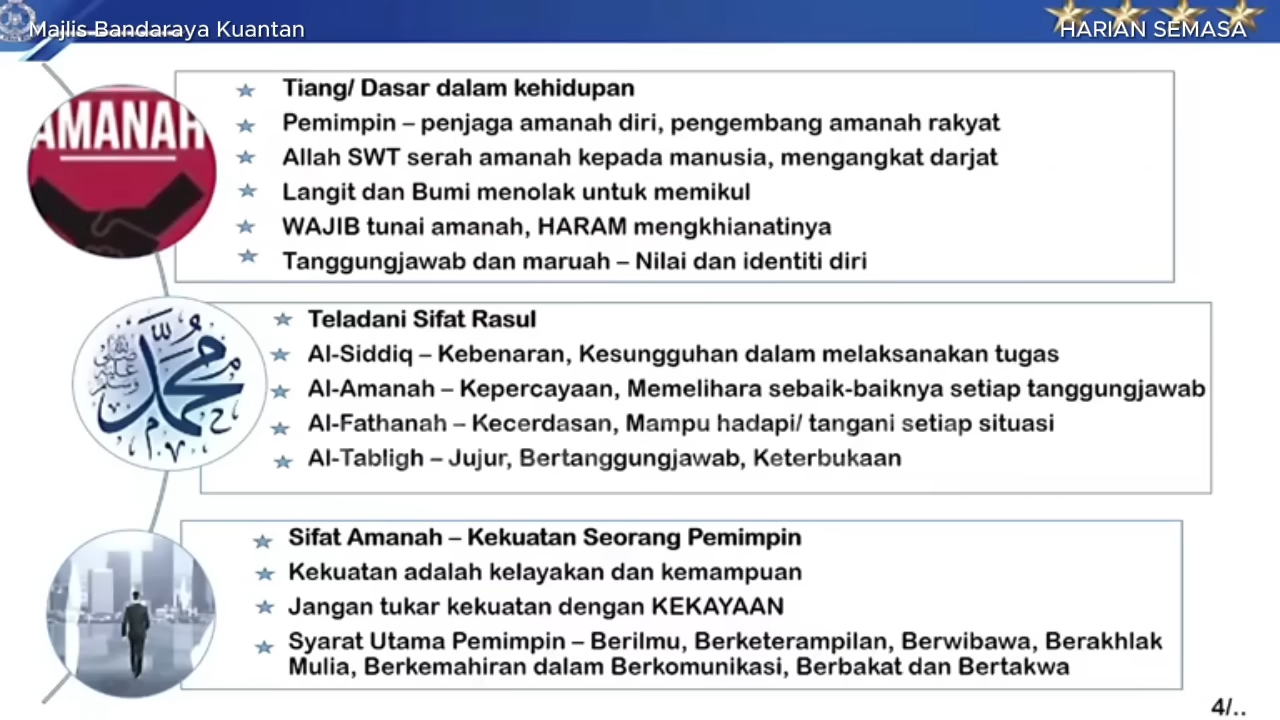 Majlis Bandaraya Kuantan
HARIAN SEMASA
AMANAH
Tiang/ Dasar dalam kehidupan
Pemimpin – penjaga amanah diri, pengembang amanah rakyat
Allah SWT serah amanah kepada manusia, mengangkat darjat
Langit dan Bumi menolak untuk memikul
WAJIB tunai amanah, HARAM mengkhianatinya
Tanggungjawab dan maruah – Nilai dan identiti diri
محمد
صلى الله عليه وسلم
Teladani Sifat Rasul
Al-Siddiq – Kebenaran, Kesungguhan dalam melaksanakan tugas
Al-Amanah – Kepercayaan, Memelihara sebaik-baiknya setiap tanggungjawab
Al-Fathanah – Kecerdasan, Mampu hadapi/ tangani setiap situasi
Al-Tabligh – Jujur, Bertanggungjawab, Keterbukaan
Sifat Amanah – Kekuatan Seorang Pemimpin
Kekuatan adalah kelayakan dan kemampuan
Jangan tukar kekuatan dengan KEKAYAAN
Syarat Utama Pemimpin – Berilmu, Berketerampilan, Berwibawa, Berakhlak
Mulia, Berkemahiran dalam Berkomunikasi, Berbakat dan Bertakwa
4/..